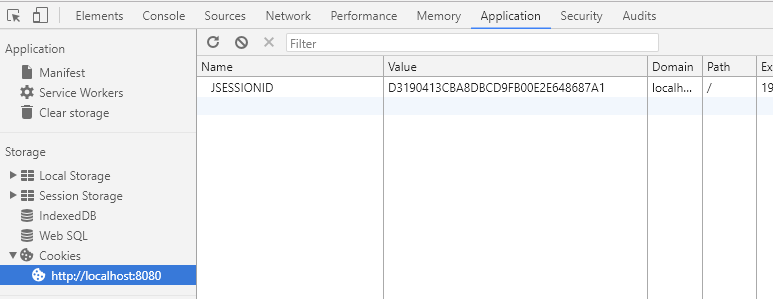 Elements Console Sources Network Performance Memory Application Security Audits
Application
Manifest
Service Workers
Clear storage
Storage
Local Storage
Session Storage
IndexedDB
Web SQL
Cookies
http://localhost:8080
Filter
Name Value Domain Path Ex
JSESSIONID D3190413CBA8DBCD9FB00E2E648687A1 localh... / 19